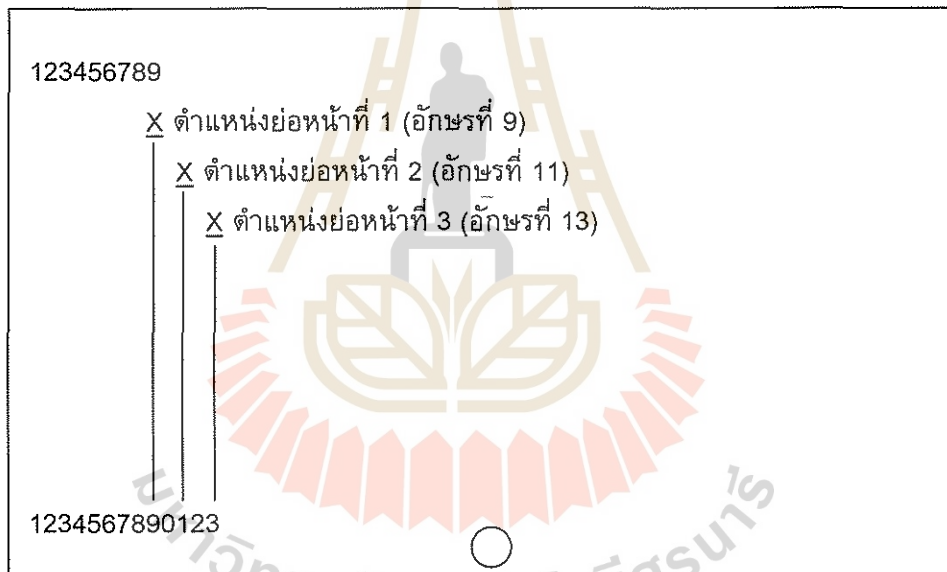 123456789
X ตำแหน่งย่อหน้าที่ 1 (อักษรที่ 9)
X ตำแหน่งย่อหน้าที่ 2 (อักษรที่ 11)
X ตำแหน่งย่อหน้าที่ 3 (อักษรที่ 13)
1234567890123